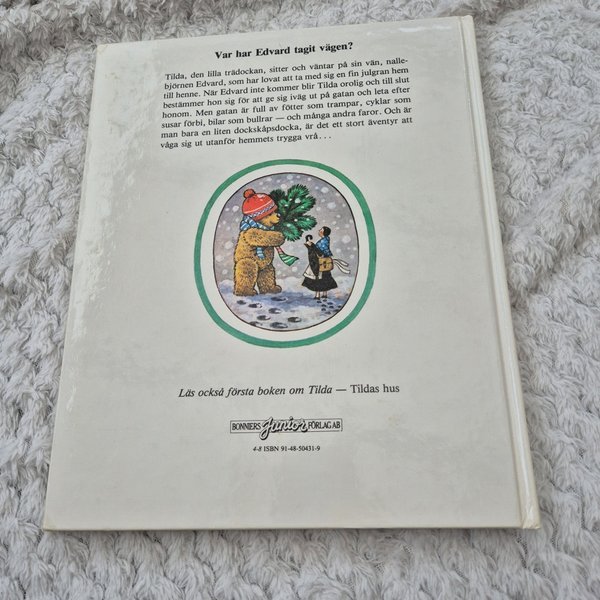 Var har Edvard tagit vägen?
Tilda, den lilla trädockan, sitter och väntar på sin vän, nalle-
björnen Edvard, som har lovat att ta med sig en fin julgran hem
till henne. När Edvard inte kommer blir Tilda orolig och till slut
bestämmer hon sig för att ge sig iväg ut på gatan och leta efter
honom. Men gatan är full av fötter som trampar, cyklar som
susar förbi, bilar som bullrar — och många andra faror. Och är
man bara en liten dockskåpsdocka, är det ett stort äventyr att
våga sig ut utanför hemmets trygga vrå...
Läs också första boken om Tilda — Tildas hus
BONNIERS Junior FÖRLAG AB
4-8 ISBN 91-48-50431-9